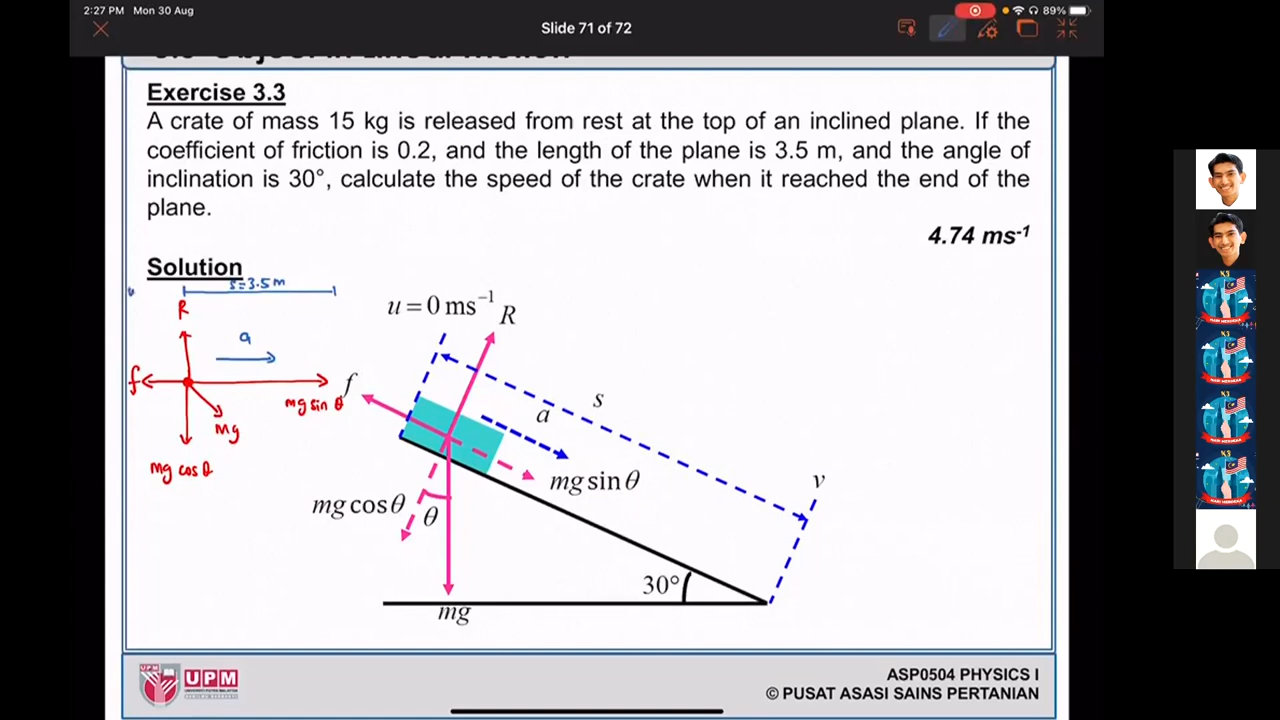 2:27 PM Mon 30 Aug
89%
Slide 71 of 72
Exercise 3.3
A crate of mass 15 kg is released from rest at the top of an inclined plane. If the
coefficient of friction is 0.2, and the length of the plane is 3.5 m, and the angle of
inclination is 30°, calculate the speed of the crate when it reached the end of the
plane.
4.74 ms⁻¹
Solution
s=3.5m
u = 0 ms⁻¹
R
R
a
f
mg sin θ
mg
mg cos θ
f
s
a
mg sin θ
v
mg cos θ
θ
30°
mg
UPM
UPM
ASP0504 PHYSICS I
© PUSAT ASASI SAINS PERTANIAN